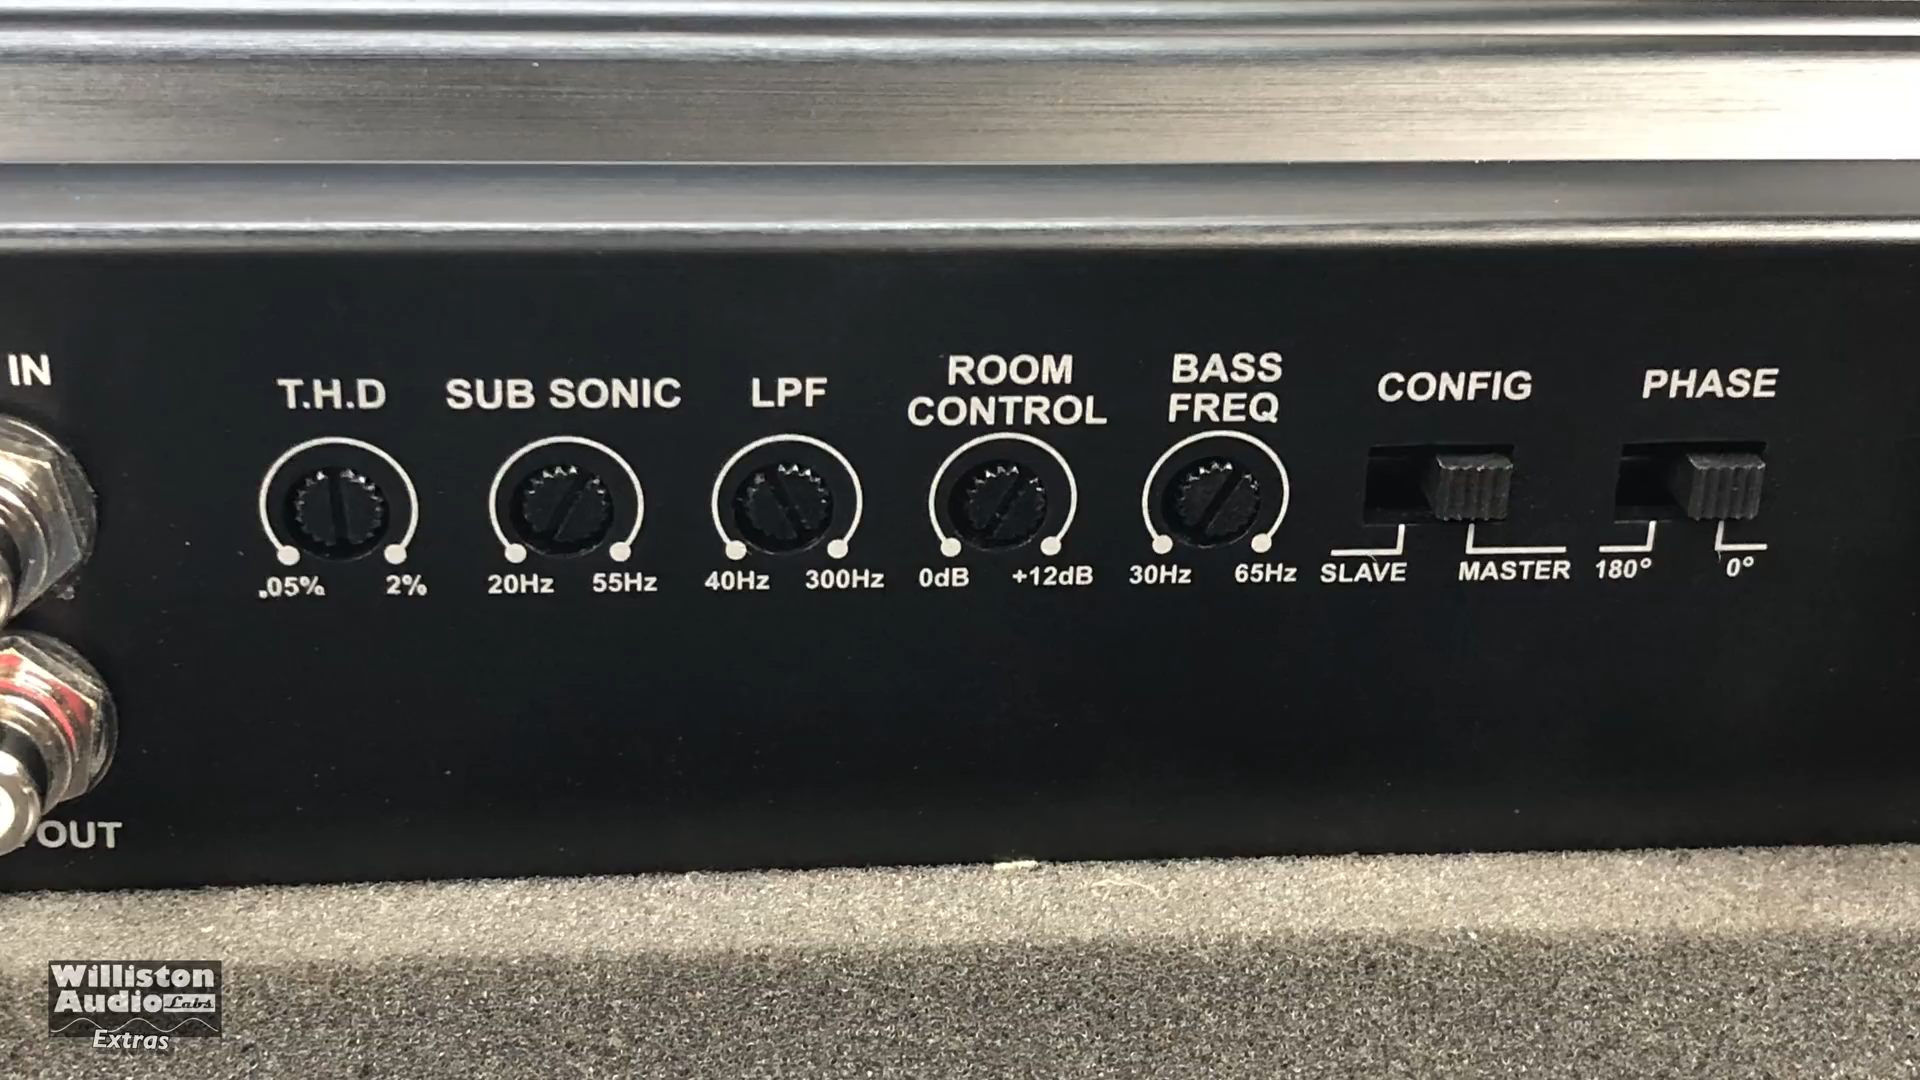 IN
T.H.D
.05% 2%
SUB SONIC
20Hz 55Hz
LPF
40Hz 300Hz
ROOM
CONTROL
0dB +12dB
BASS
FREQ
30Hz 65Hz
CONFIG
SLAVE MASTER
PHASE
180° 0°
OUT
Williston
Audio Labs
Extras